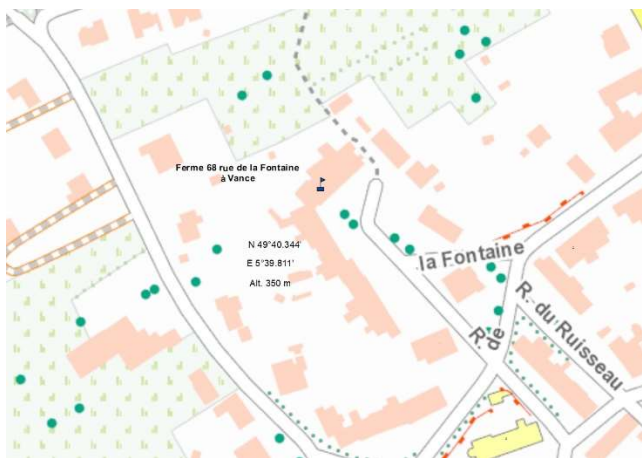 Ferme 68 rue de la Fontaine
à Vance
N 49°40.344'
E 5°39.811'
Alt. 350 m
la Fontaine
R. de
R. du Ruisseau